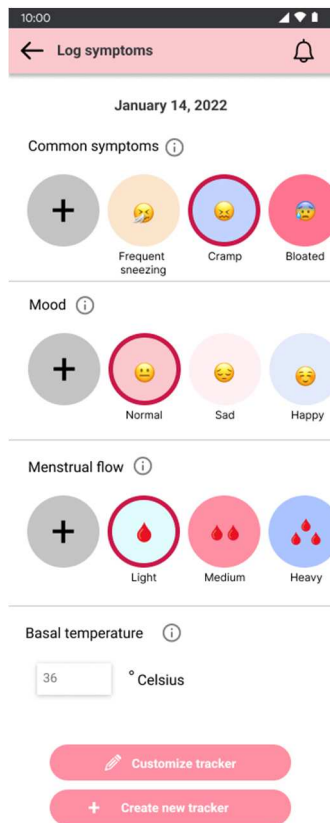 10:00
Log symptoms
January 14, 2022
Common symptoms
Frequent sneezing
Cramp
Bloated
Mood
Normal
Sad
Happy
Menstrual flow
Light
Medium
Heavy
Basal temperature
36 ° Celsius
Customize tracker
+ Create new tracker